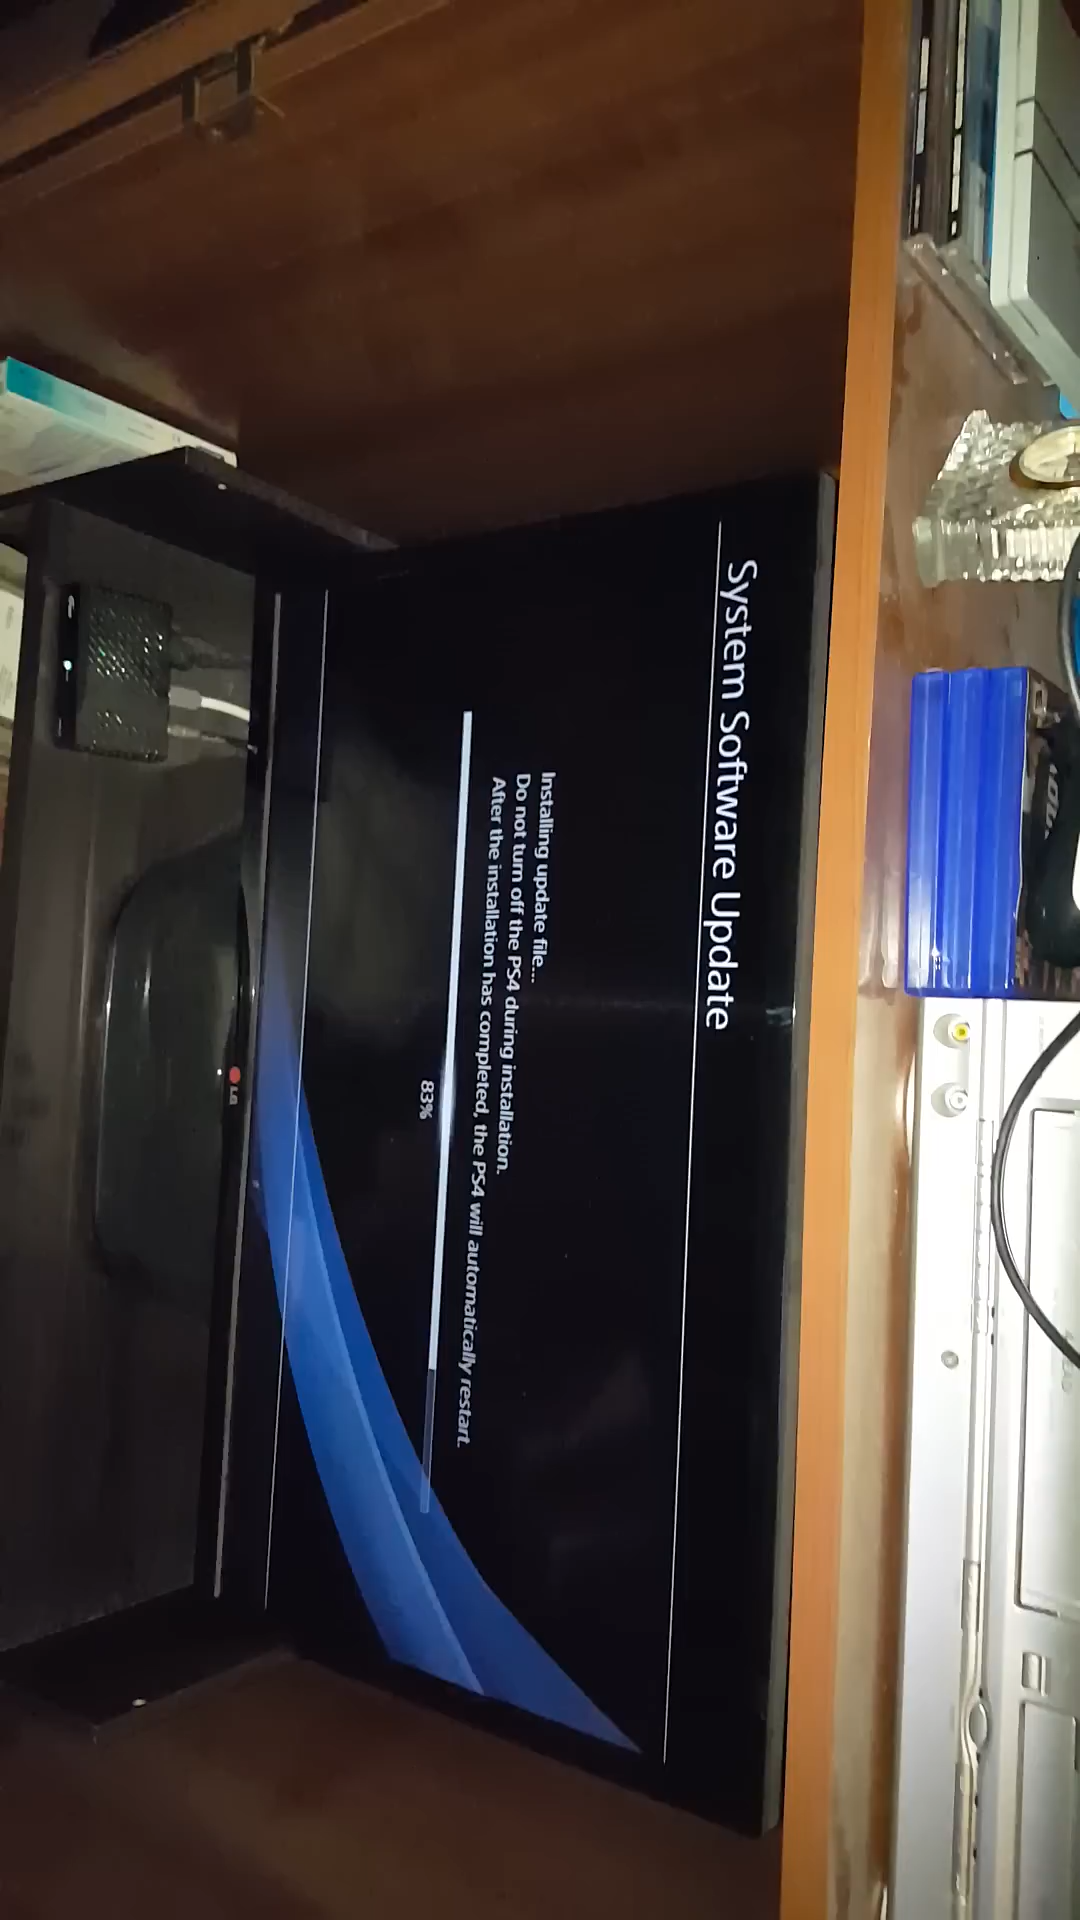 System Software Update
Installing update file...
Do not turn off the PS4 during installation.
After the installation has completed, the PS4 will automatically restart.
83%
LG